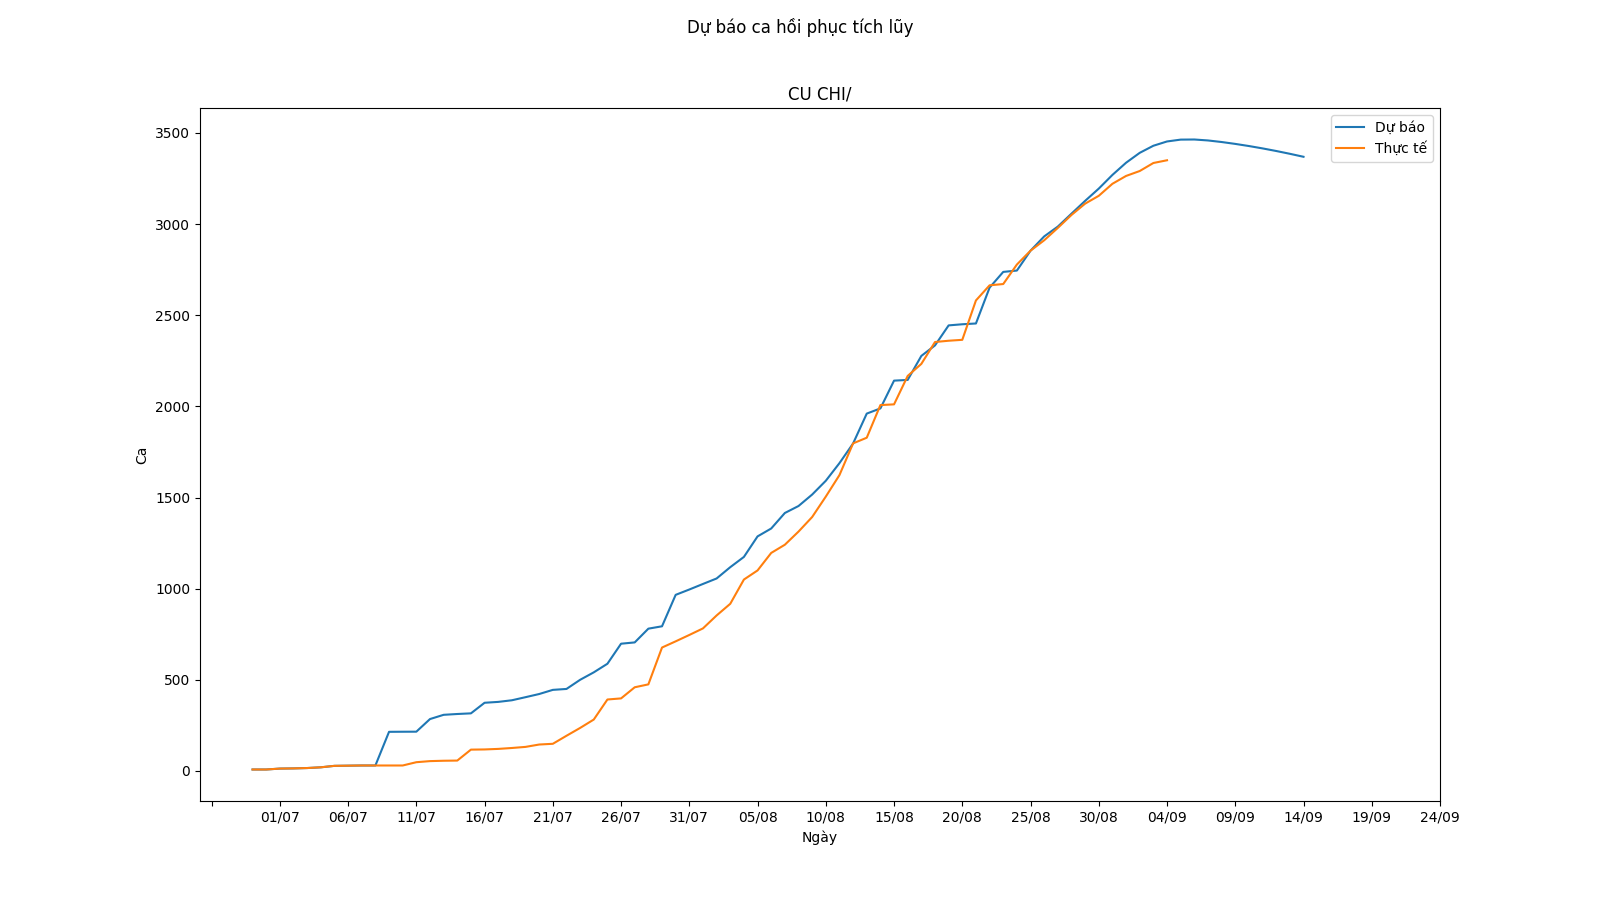 Dự báo ca hồi phục tích lũy
CU CHI/
Dự báo
Thực tế
3500
3000
2500
2000
1500
1000
500
0
Ca
01/07 06/07 11/07 16/07 21/07 26/07 31/07 05/08 10/08 15/08 20/08 25/08 30/08 04/09 09/09 14/09 19/09 24/09
Ngày